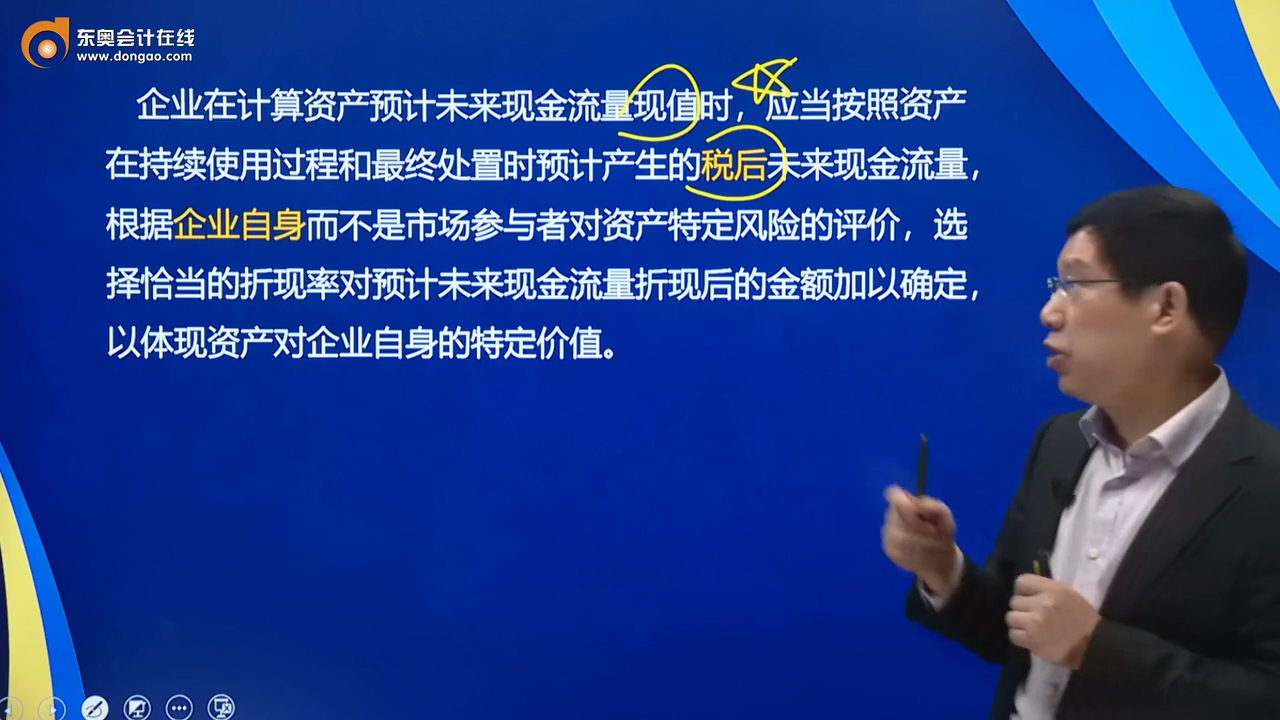 东奥会计在线
www.dongao.com
企业在计算资产预计未来现金流量现值时，应当按照资产
在持续使用过程和最终处置时预计产生的税后未来现金流量，
根据企业自身而不是市场参与者对资产特定风险的评价，选
择恰当的折现率对预计未来现金流量折现后的金额加以确定，
以体现资产对企业自身的特定价值。